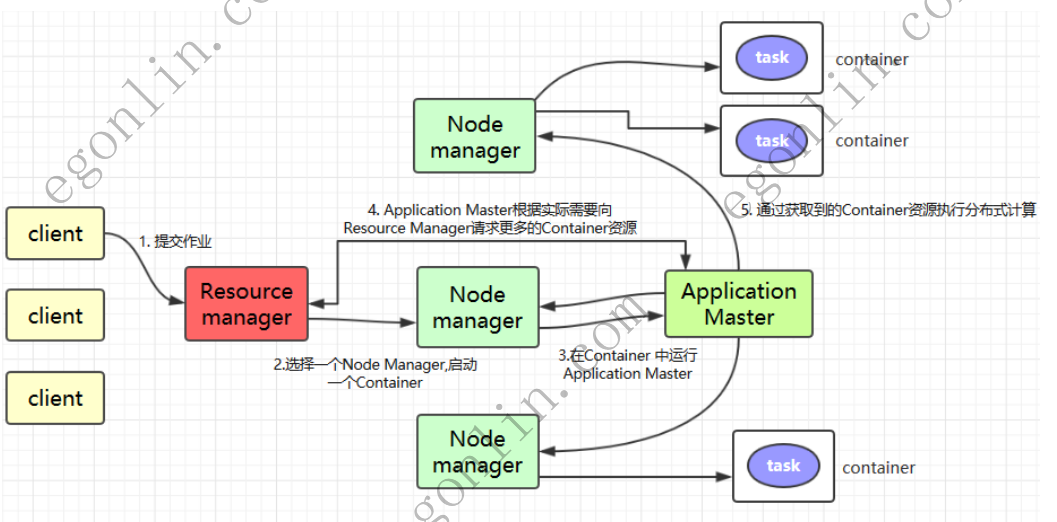 egonlin.com
egonlin.com
egonlin.com
task
container
Node
manager
task
container
4. Application Master根据实际需要向
Resource Manager请求更多的Container资源
5. 通过获取到的Container资源执行分布式计算
client
1. 提交作业
Resource
manager
Node
manager
Application
Master
client
2.选择一个Node Manager,启动
一个Container
3.在Container 中运行
Application Master
client
Node
manager
task
container